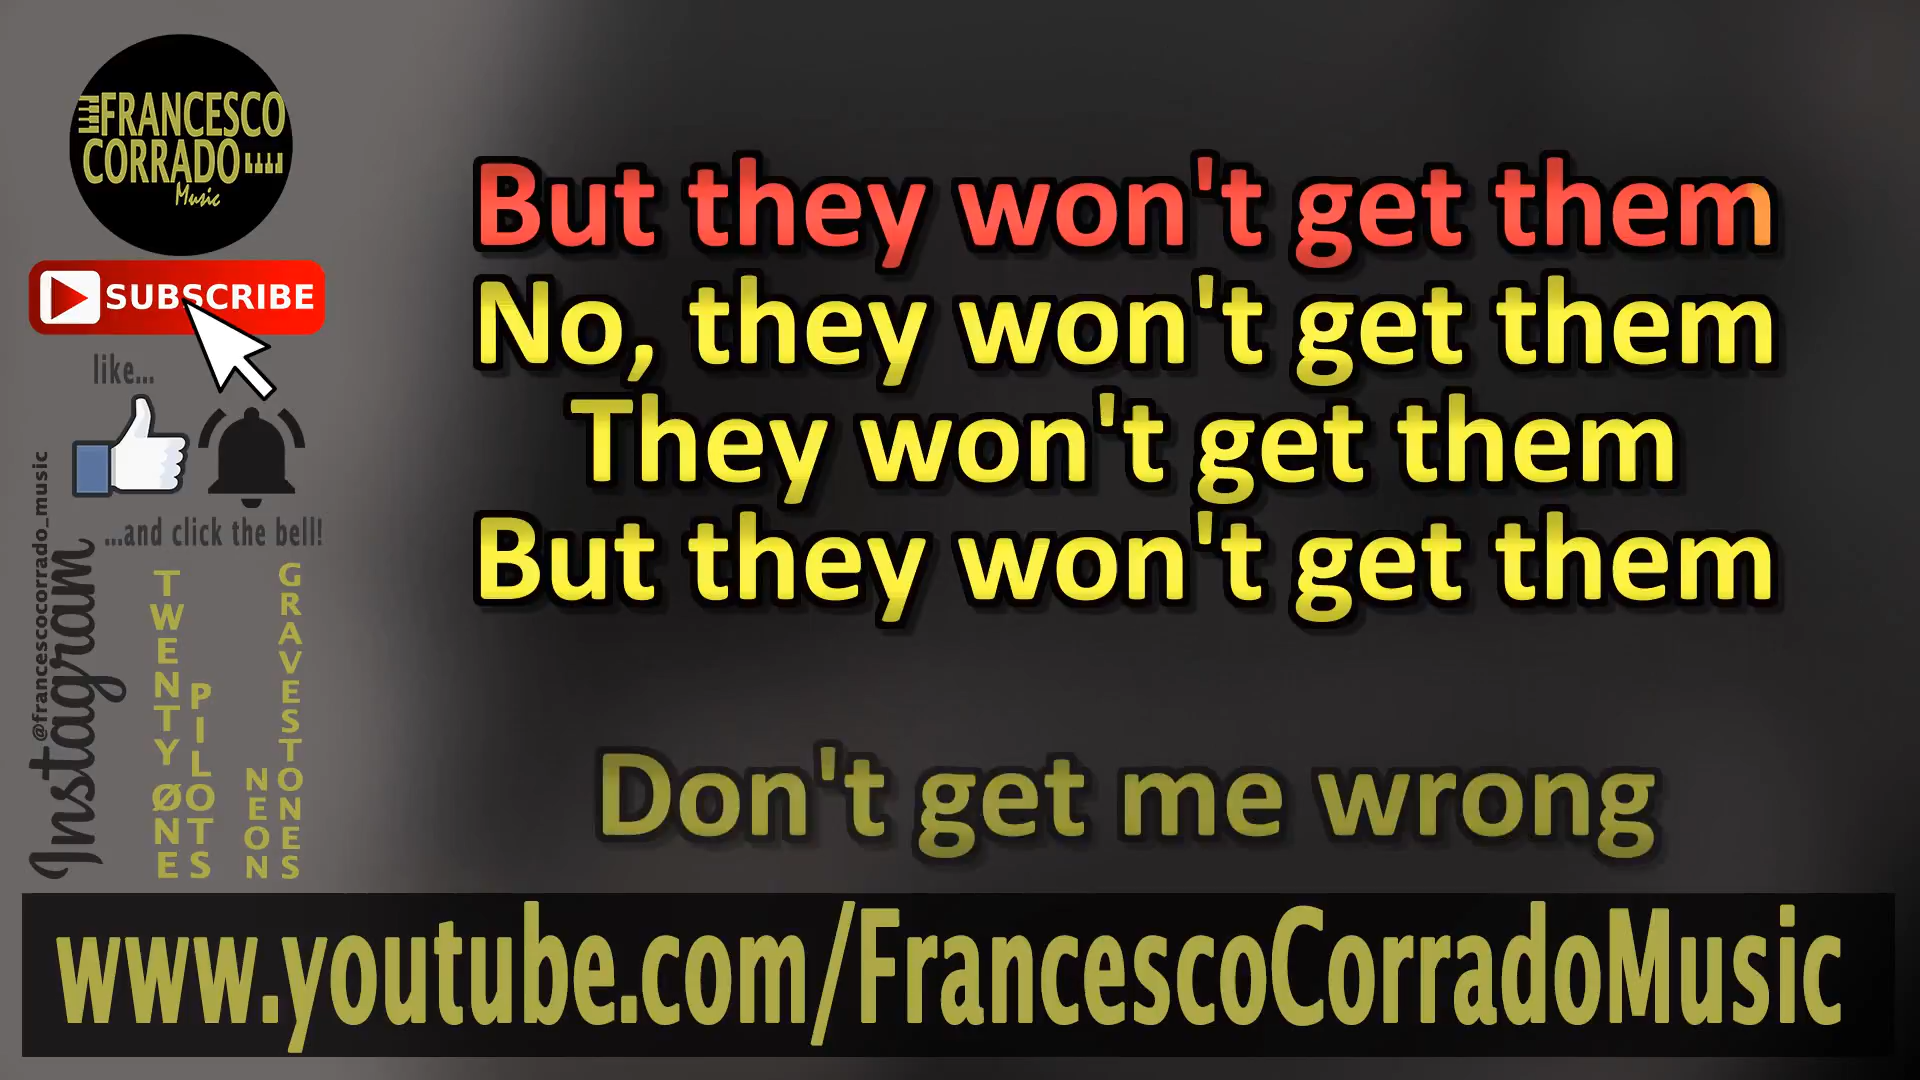 FRANCESCO
CORRADO
Music
SUBSCRIBE
like...
...and click the bell!
Instagram
@francescocorrado_music
TWENTY ØNE
PILOTS
NEON
GRAVESTONES
But they won't get them
No, they won't get them
They won't get them
But they won't get them
Don't get me wrong
www.youtube.com/FrancescoCorradoMusic